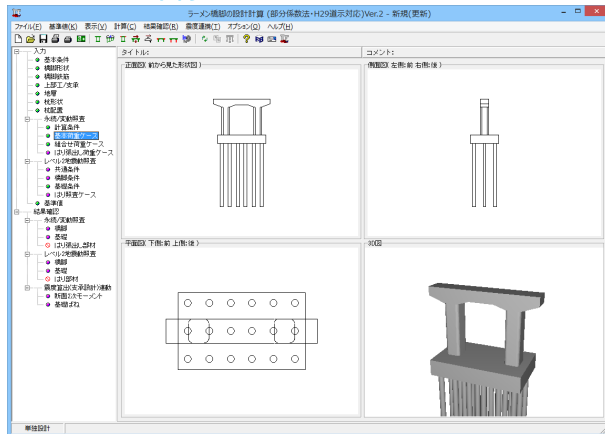 ラーメン橋脚の設計計算 (部分係数法・H29道示対応)Ver.2 - 新規(更新)
ファイル(F) 基準値(K) 表示(V) 計算(C) 結果確認(R) 震度連携(T) オプション(O) ヘルプ(H)
入力
基本条件
橋脚形状
橋脚鉄筋
上部工/支承
地層
杭形状
杭配置
永続/変動照査
計算条件
基本荷重ケース
組合せ荷重ケース
はり張出し荷重ケース
レベル2地震動照査
共通条件
橋脚条件
基礎条件
はり照査ケース
基準値
結果確認
永続/変動照査
橋脚
基礎
はり張出し部材
レベル2地震動照査
橋脚
基礎
はり部材
震度算出(支承設計)連動
断面2次モーメント
基礎ばね
タイトル:
コメント:
正面図( 前から見た形状図 )
側面図( 左側:前 右側:後 )
平面図( 下側:前 上側:後 )
3D図
単独設計